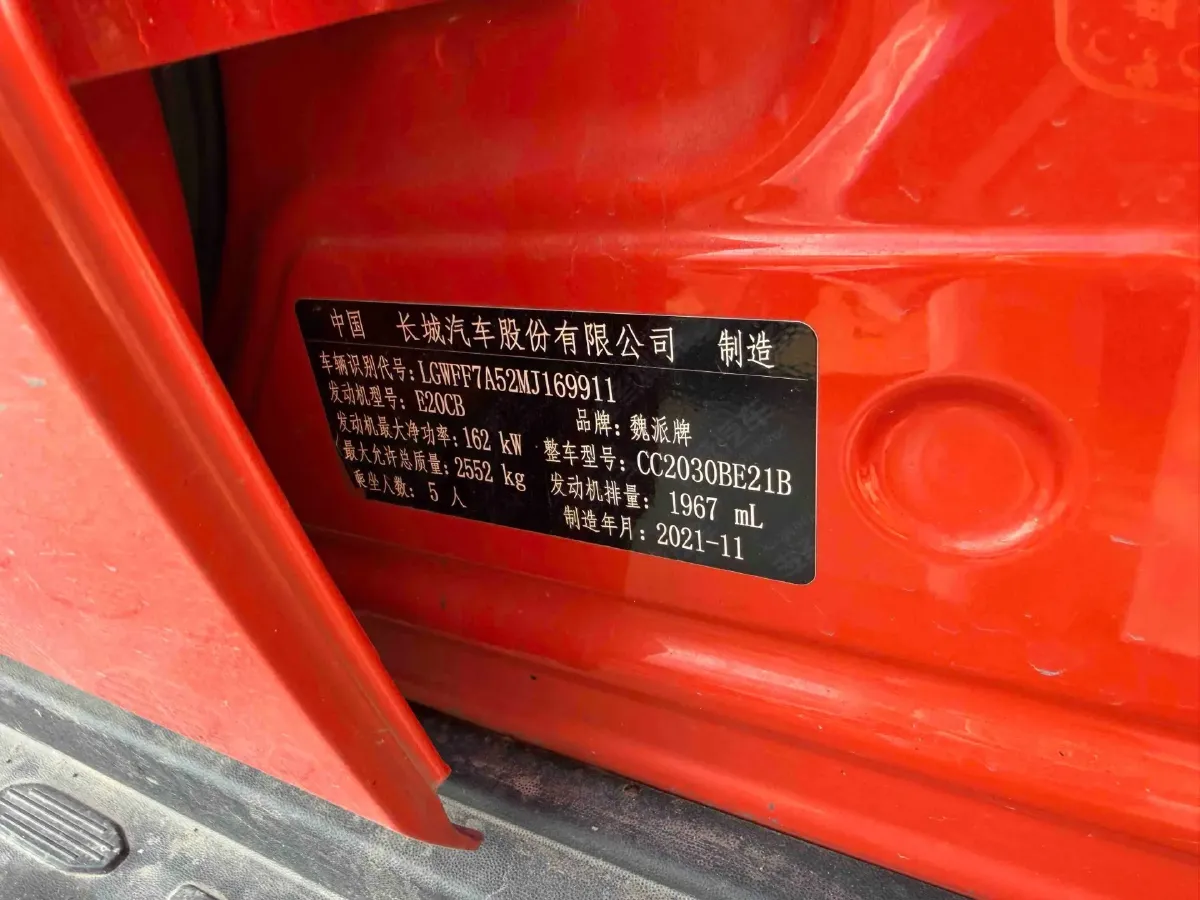 中国 长城汽车股份有限公司 制造
车辆识别代号:LGWFF7A52MJ169911
发动机型号:E20CB 品牌:魏派牌
发动机最大净功率:162 kW 整车型号:CC2030BE21B
最大允许总质量:2552 kg 发动机排量:1967 mL
乘坐人数:5 人 制造年月:2021-11